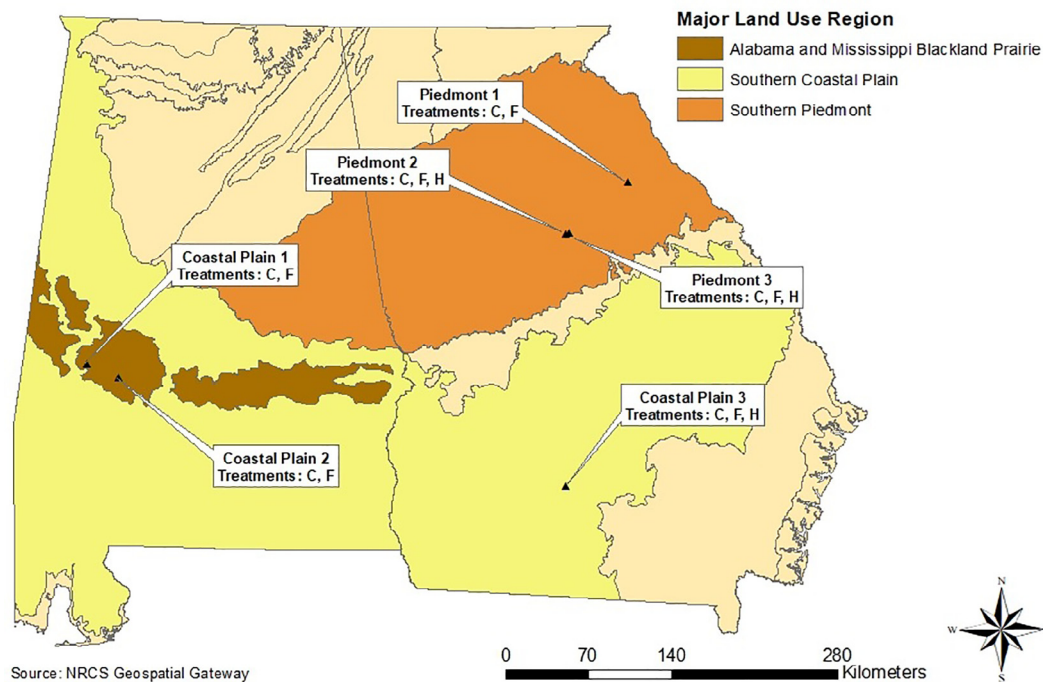 Major Land Use Region
Alabama and Mississippi Blackland Prairie
Southern Coastal Plain
Southern Piedmont
Piedmont 1
Treatments: C, F
Piedmont 2
Treatments: C, F, H
Coastal Plain 1
Treatments: C, F
Piedmont 3
Treatments: C, F, H
Coastal Plain 3
Treatments: C, F, H
Coastal Plain 2
Treatments: C, F
N
W
E
S
0 70 140 280
Kilometers
Source: NRCS Geospatial Gateway